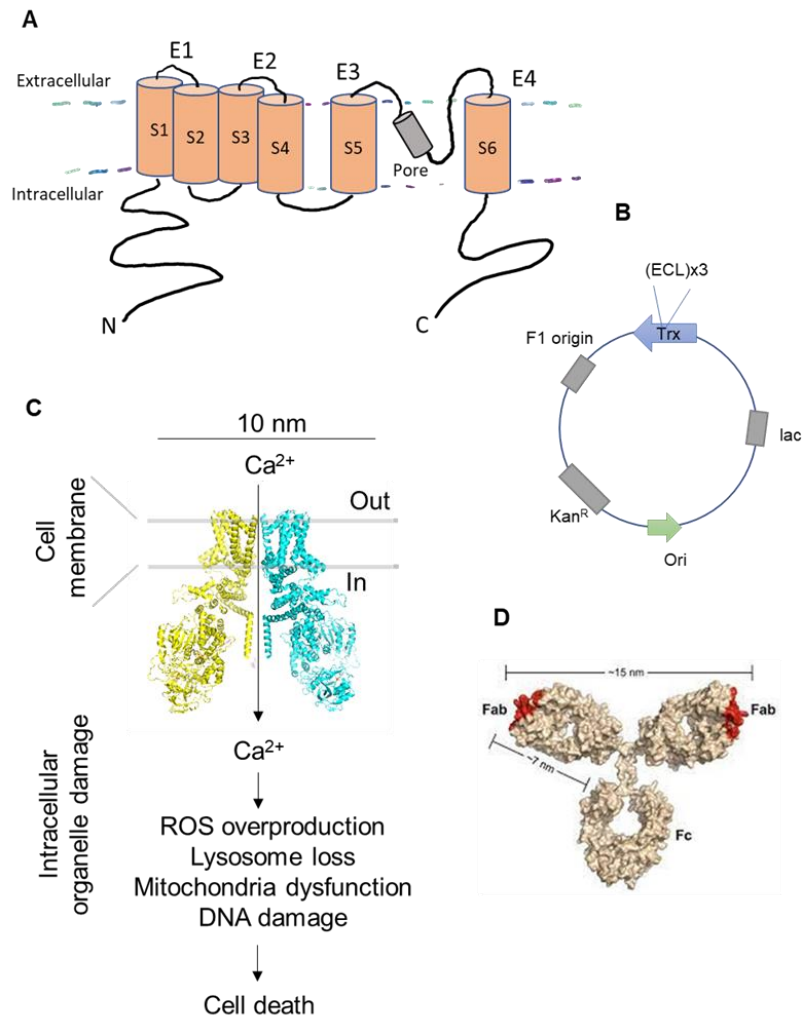 A
E1
E2
E3
E4
Extracellular
S1
S2
S3
S4
S5
S6
Pore
Intracellular
N
C
B
(ECL)x3
Trx
F1 origin
lac
Kanᴿ
Ori
C
10 nm
Ca²⁺
Out
Cell
membrane
In
Ca²⁺
Intracellular
organelle damage
ROS overproduction
Lysosome loss
Mitochondria dysfunction
DNA damage
Cell death
D
~15 nm
Fab
Fab
~7 nm
Fc